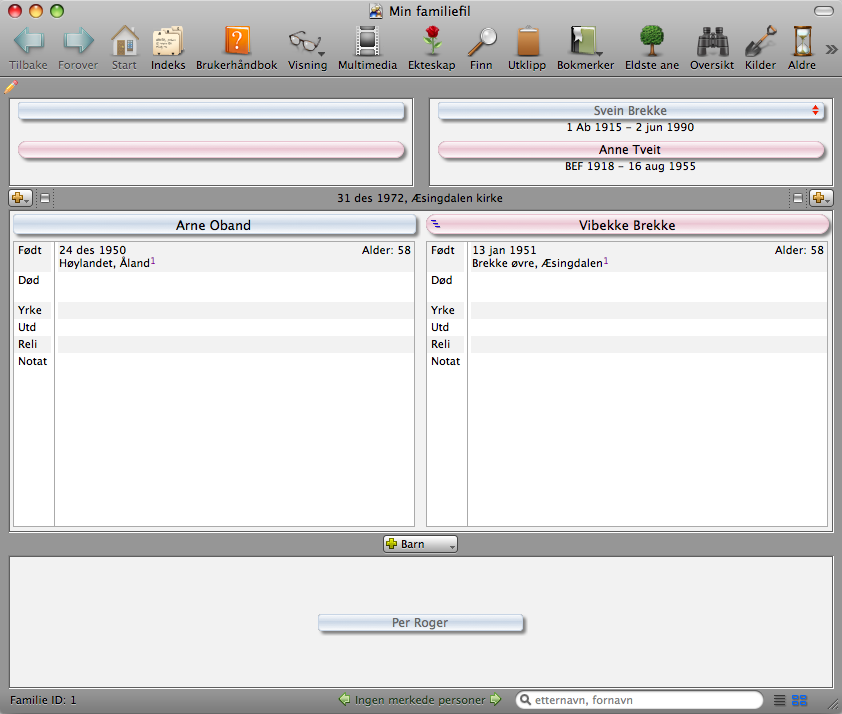 Min familiefil
Tilbake Forover Start Indeks Brukerhåndbok Visning Multimedia Ekteskap Finn Utklipp Bokmerker Eldste ane Oversikt Kilder Aldre
Svein Brekke
1 Ab 1915 – 2 jun 1990
Anne Tveit
BEF 1918 – 16 aug 1955
31 des 1972, Æsingdalen kirke
Arne Oband
Født 24 des 1950 Alder: 58
Høylandet, Åland1
Død
Yrke
Utd
Reli
Notat
Vibekke Brekke
Født 13 jan 1951 Alder: 58
Brekke øvre, Æsingdalen1
Død
Yrke
Utd
Reli
Notat
Barn
Per Roger
Familie ID: 1
Ingen merkede personer
etternavn, fornavn